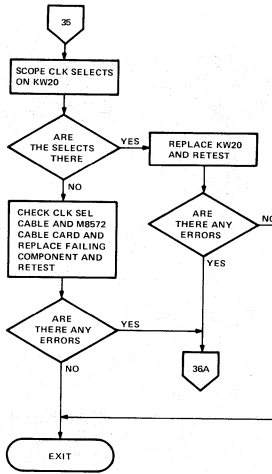 35
SCOPE CLK SELECTS
ON KW20
ARE
THE SELECTS
THERE
YES
REPLACE KW20
AND RETEST
NO
CHECK CLK SEL
CABLE AND M8572
CABLE CARD AND
REPLACE FAILING
COMPONENT AND
RETEST
ARE
THERE ANY
ERRORS
NO
YES
ARE
THERE ANY
ERRORS
YES
36A
NO
EXIT